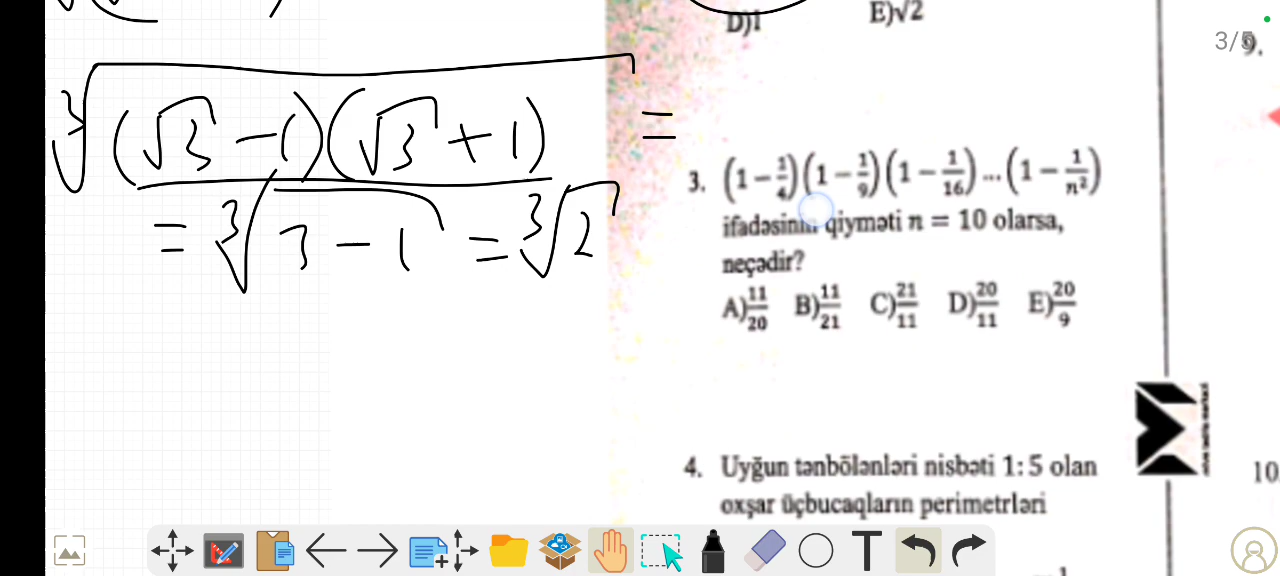 D)1 E)√2
3/5
9.
∛((√3 − 1)(√3 + 1)) =
= ∛(3 − 1) = ∛2
3. (1 − 1/4)(1 − 1/9)(1 − 1/16)...(1 − 1/n²)
ifadəsinin qiyməti n = 10 olarsa,
neçədir?
A) 11/20 B) 11/21 C) 21/11 D) 20/11 E) 20/9
4. Uyğun tənbölənləri nisbəti 1:5 olan
oxşar üçbucaqların perimetrləri
10
T